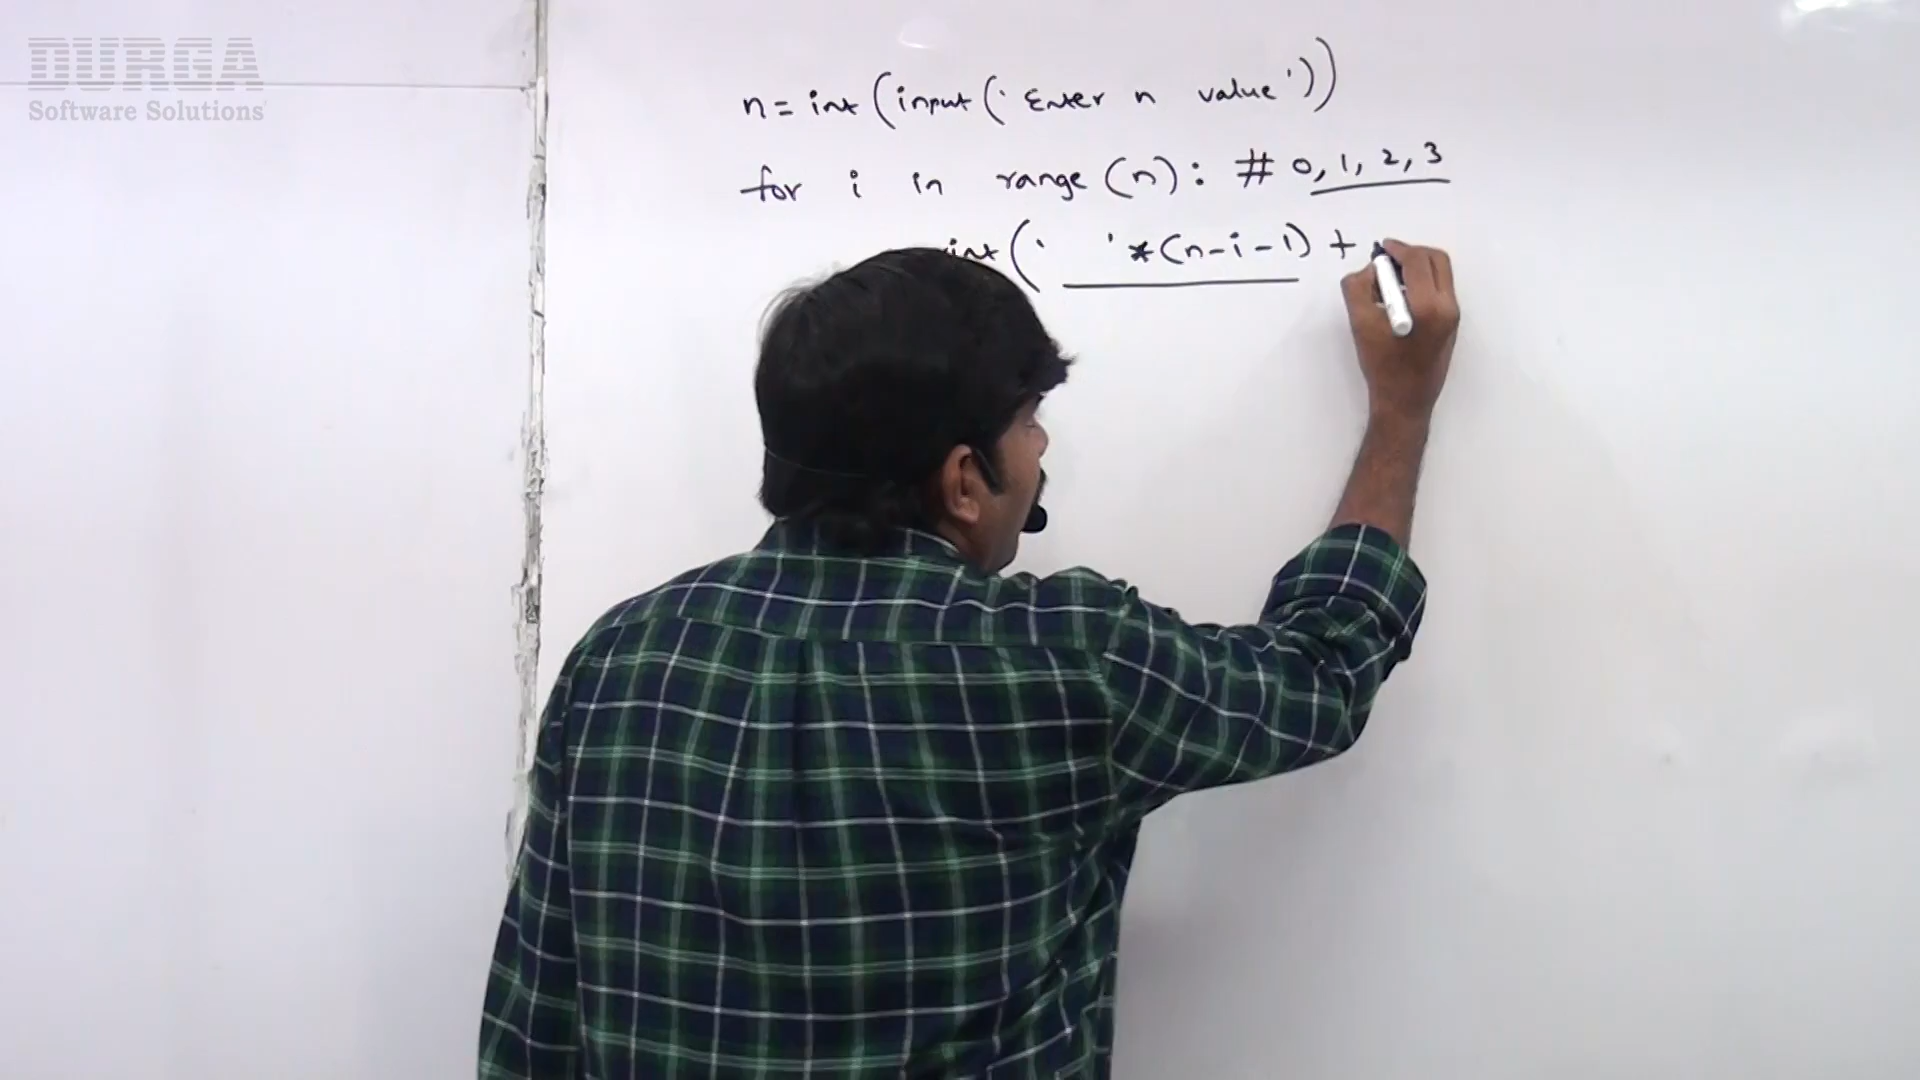 DURGA
Software Solutions
n = int (input (' Enter n value '))
for i in range (n) : # 0, 1, 2, 3
int (' ' * (n - i - 1) +